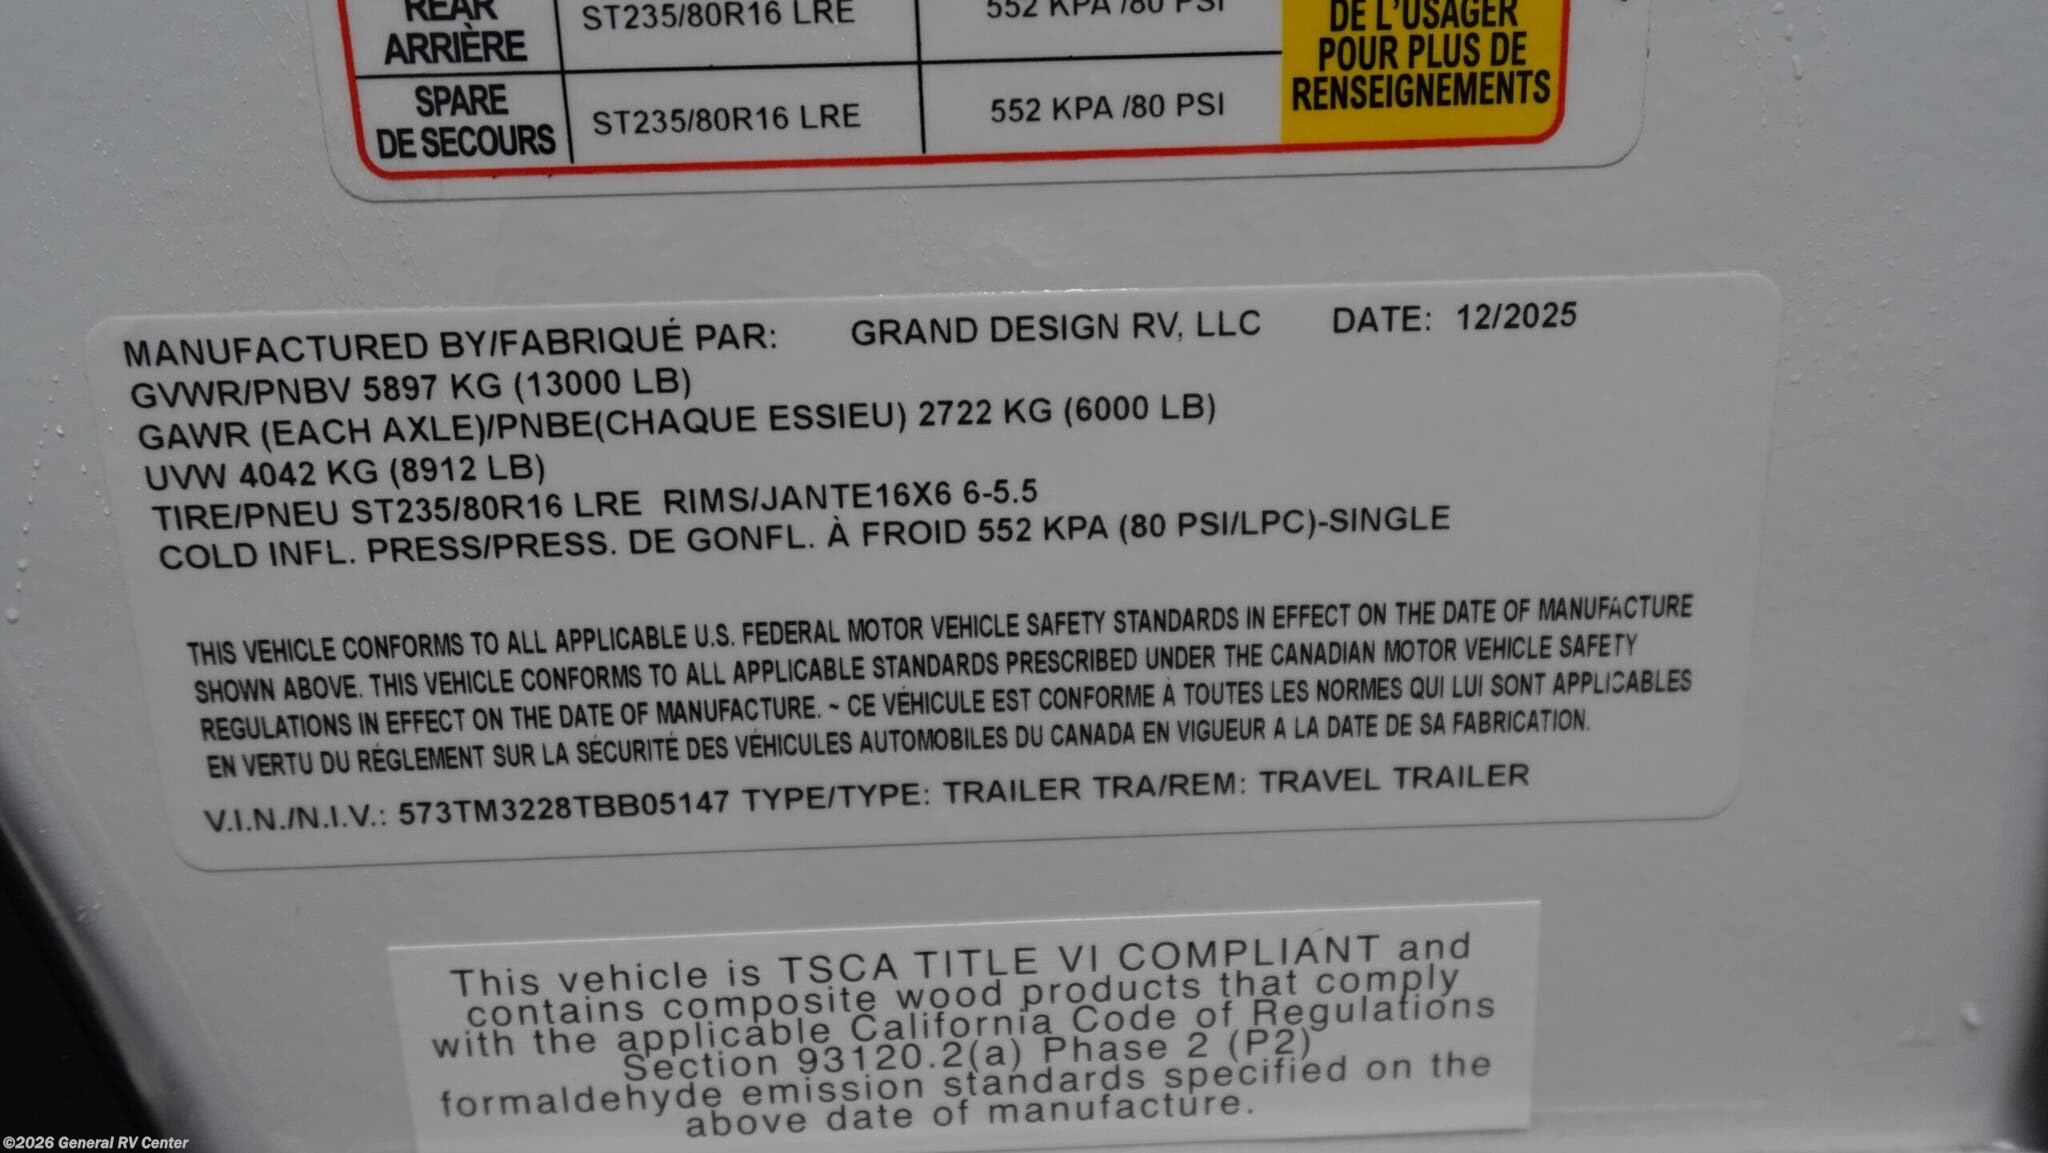 REAR
ARRIÈRE
ST235/80R16 LRE
552 KPA /80 PSI
SPARE
DE SECOURS
ST235/80R16 LRE
552 KPA /80 PSI
DE L'USAGER
POUR PLUS DE
RENSEIGNEMENTS
MANUFACTURED BY/FABRIQUÉ PAR: GRAND DESIGN RV, LLC DATE: 12/2025
GVWR/PNBV 5897 KG (13000 LB)
GAWR (EACH AXLE)/PNBE(CHAQUE ESSIEU) 2722 KG (6000 LB)
UVW 4042 KG (8912 LB)
TIRE/PNEU ST235/80R16 LRE RIMS/JANTE16X6 6-5.5
COLD INFL. PRESS/PRESS. DE GONFL. À FROID 552 KPA (80 PSI/LPC)-SINGLE
THIS VEHICLE CONFORMS TO ALL APPLICABLE U.S. FEDERAL MOTOR VEHICLE SAFETY STANDARDS IN EFFECT ON THE DATE OF MANUFACTURE
SHOWN ABOVE. THIS VEHICLE CONFORMS TO ALL APPLICABLE STANDARDS PRESCRIBED UNDER THE CANADIAN MOTOR VEHICLE SAFETY
REGULATIONS IN EFFECT ON THE DATE OF MANUFACTURE. ~ CE VÉHICULE EST CONFORME À TOUTES LES NORMES QUI LUI SONT APPLICABLES
EN VERTU DU RÉGLEMENT SUR LA SÉCURITÉ DES VÉHICULES AUTOMOBILES DU CANADA EN VIGUEUR A LA DATE DE SA FABRICATION.
V.I.N./N.I.V.: 573TM3228TBB05147 TYPE/TYPE: TRAILER TRA/REM: TRAVEL TRAILER
This vehicle is TSCA TITLE VI COMPLIANT and
contains composite wood products that comply
with the applicable California Code of Regulations
Section 93120.2(a) Phase 2 (P2)
formaldehyde emission standards specified on the
above date of manufacture.
©2026 General RV Center